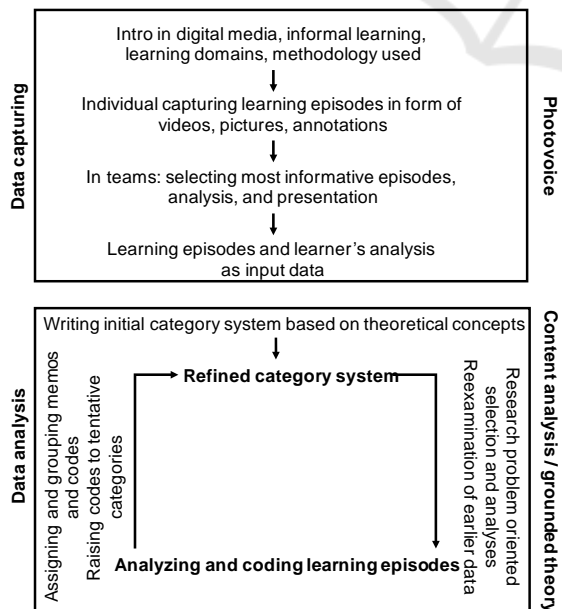 Data capturing
Intro in digital media, informal learning,
learning domains, methodology used
Individual capturing learning episodes in form of
videos, pictures, annotations
In teams: selecting most informative episodes,
analysis, and presentation
Learning episodes and learner's analysis
as input data
Photovoice
Data analysis
Writing initial category system based on theoretical concepts
Refined category system
Assigning and grouping memos
and codes
Raising codes to tentative
categories
Research problem oriented
selection and analyses
Reexamination of earlier data
Analyzing and coding learning episodes
Content analysis / grounded theory